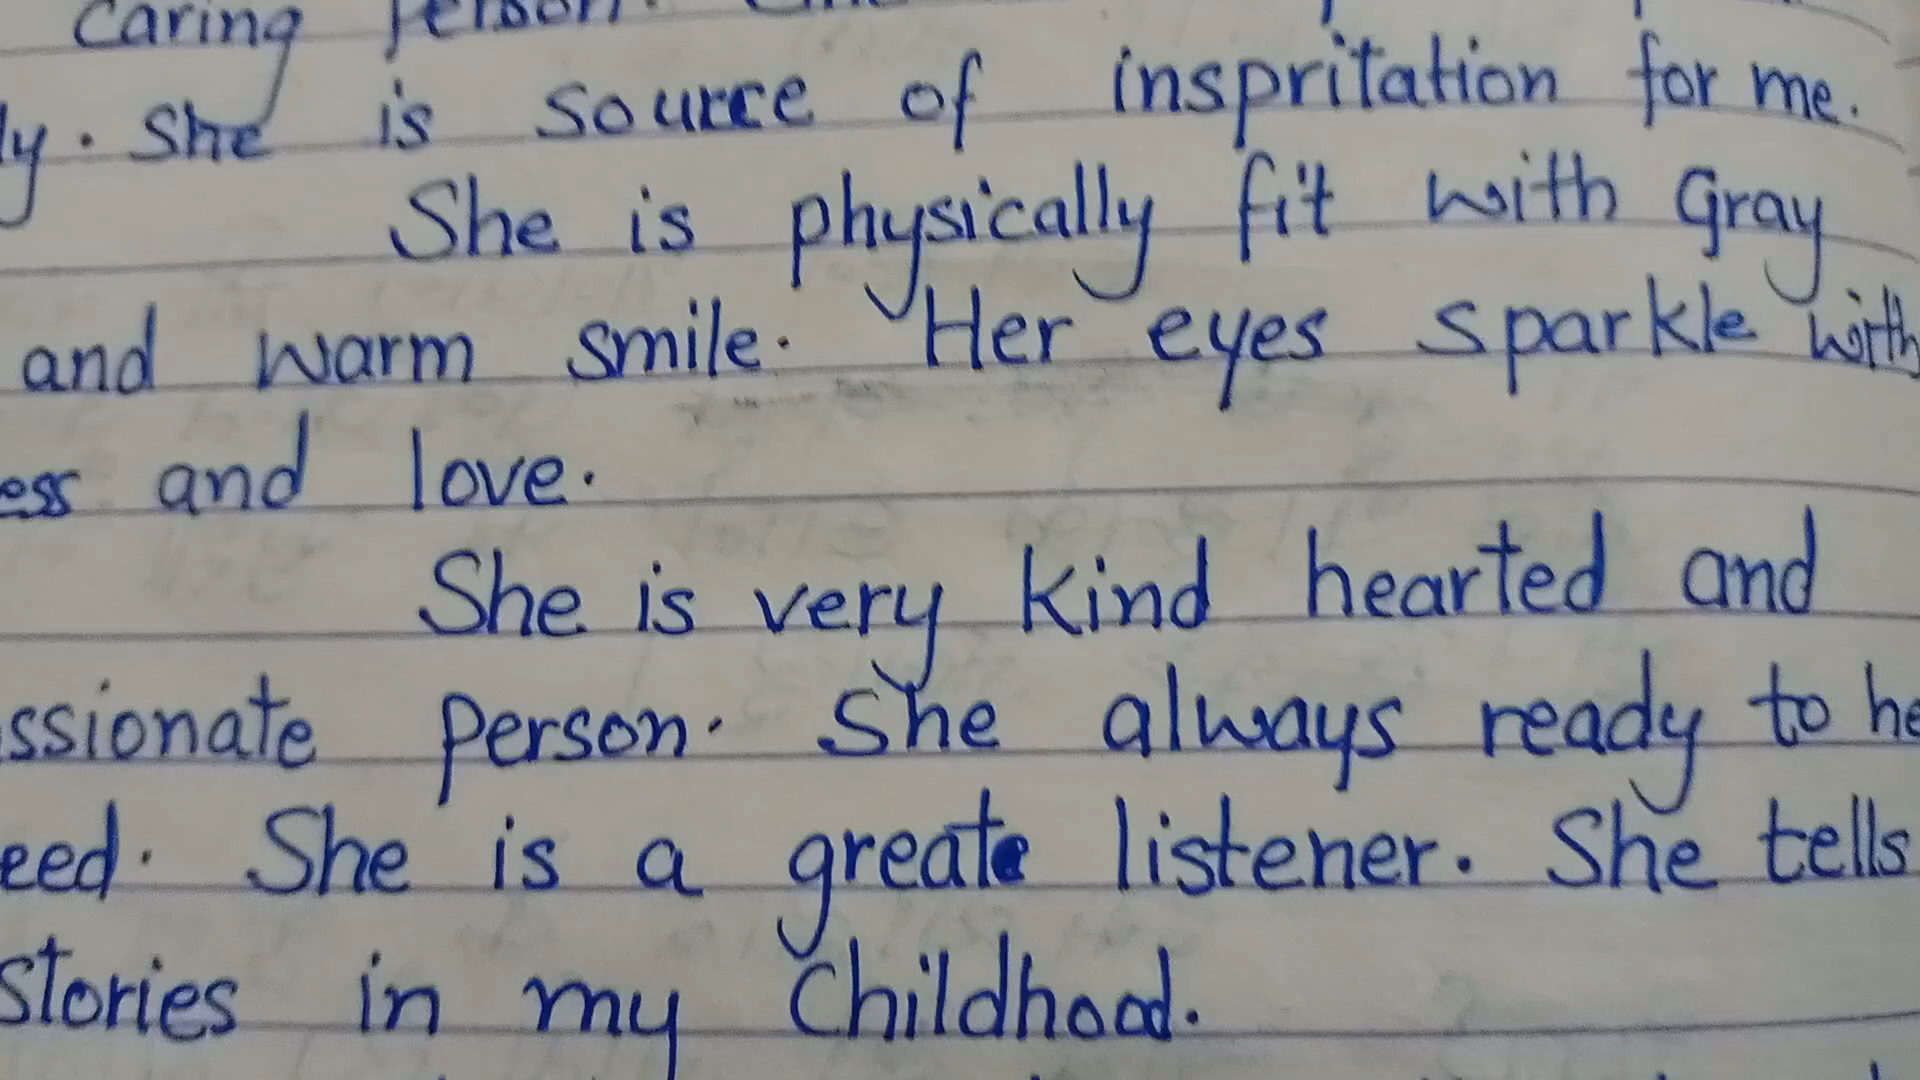 caring person.
ly. She is source of inspritation for me.
She is physically fit with Gray
and warm smile. Her eyes sparkle with
ess and love.
She is very kind hearted and
ssionate person. She always ready to he
eed. She is a greate listener. She tells
stories in my Childhood.